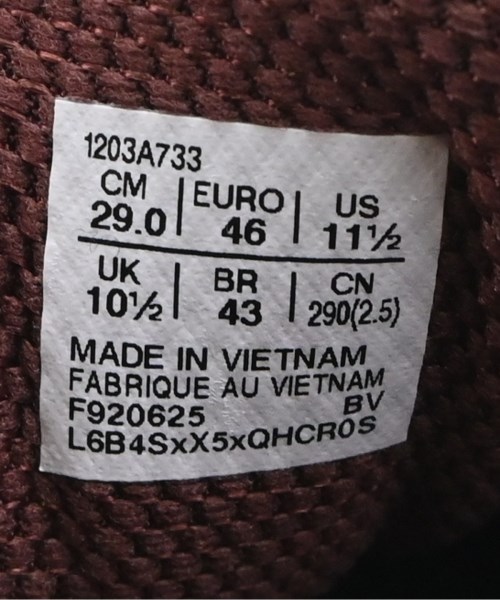 1203A733
CM | EURO | US
29.0 | 46 | 11½
UK | BR | CN
10½ | 43 | 290(2.5)
MADE IN VIETNAM
FABRIQUE AU VIETNAM
F920625 BV
L6B4SxX5xQHCR0S